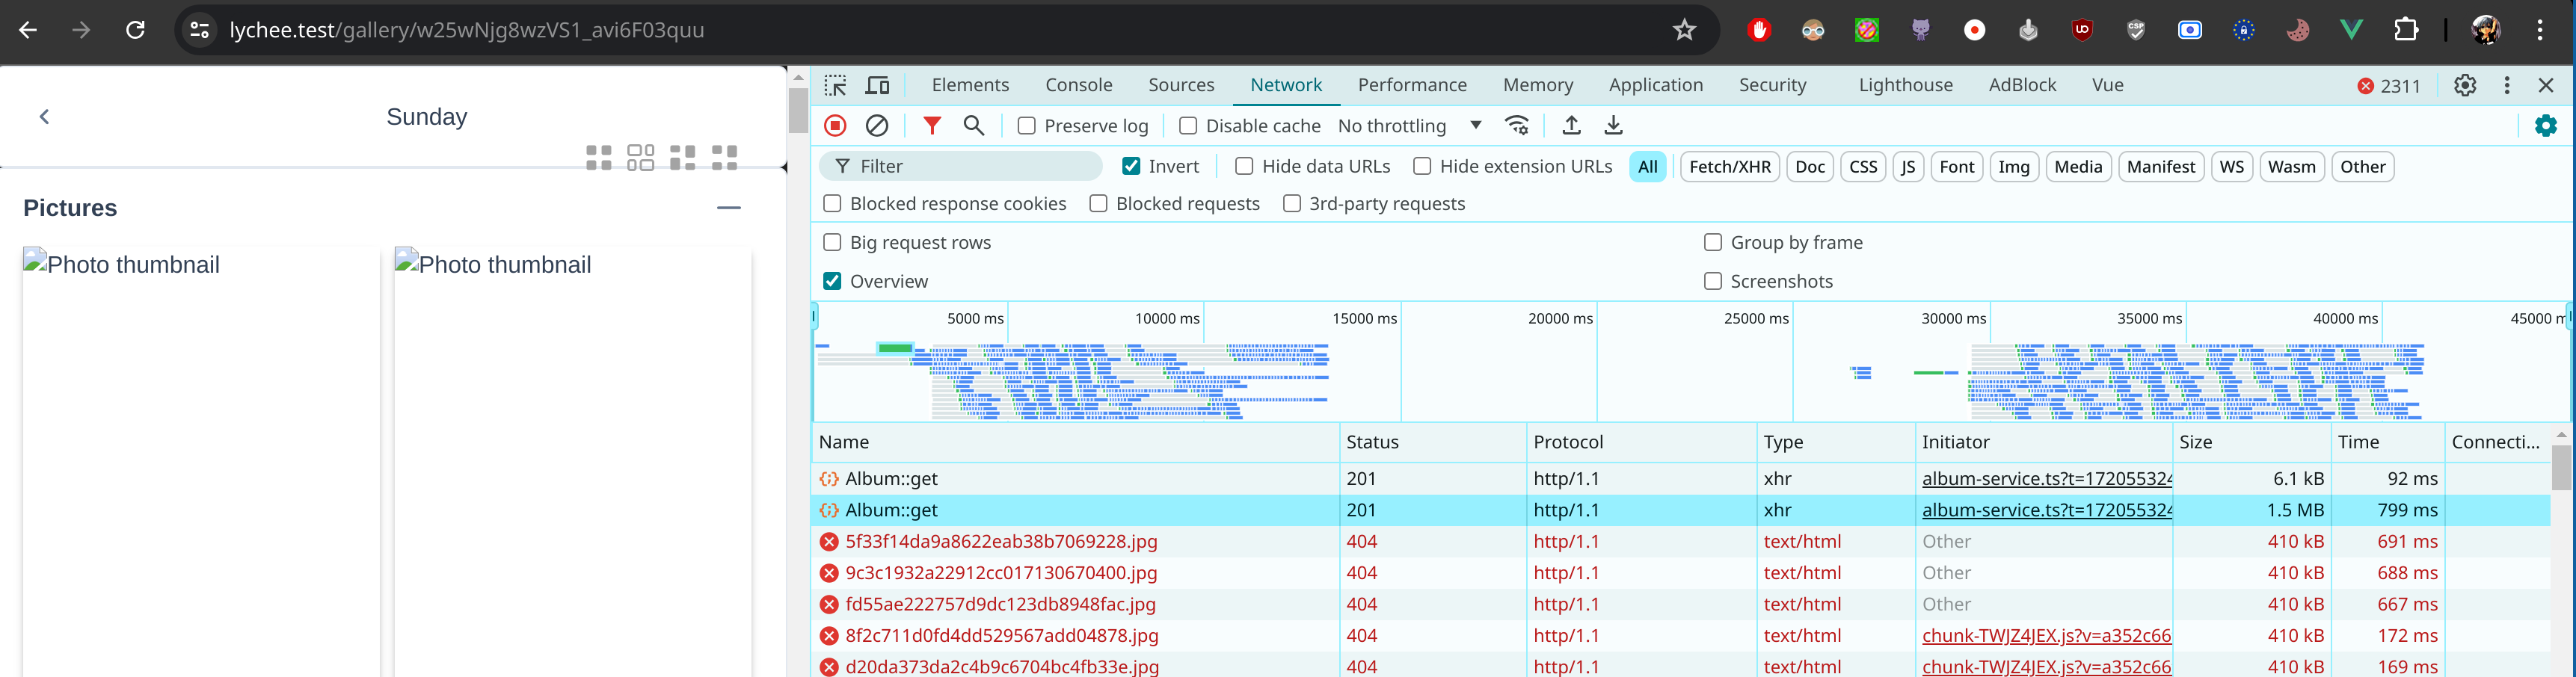 lychee.test/gallery/w25wNjg8wzVS1_avi6F03quu
Sunday
Pictures
Photo thumbnail
Photo thumbnail
Elements Console Sources Network Performance Memory Application Security Lighthouse AdBlock Vue 2311
Preserve log Disable cache No throttling
Filter Invert Hide data URLs Hide extension URLs All Fetch/XHR Doc CSS JS Font Img Media Manifest WS Wasm Other
Blocked response cookies Blocked requests 3rd-party requests
Big request rows Group by frame
Overview Screenshots
5000 ms 10000 ms 15000 ms 20000 ms 25000 ms 30000 ms 35000 ms 40000 ms 45000 m
Name Status Protocol Type Initiator Size Time Connecti...
Album::get 201 http/1.1 xhr album-service.ts?t=172055324 6.1 kB 92 ms
Album::get 201 http/1.1 xhr album-service.ts?t=172055324 1.5 MB 799 ms
5f33f14da9a8622eab38b7069228.jpg 404 http/1.1 text/html Other 410 kB 691 ms
9c3c1932a22912cc017130670400.jpg 404 http/1.1 text/html Other 410 kB 688 ms
fd55ae222757d9dc123db8948fac.jpg 404 http/1.1 text/html Other 410 kB 667 ms
8f2c711d0fd4dd529567add04878.jpg 404 http/1.1 text/html chunk-TWJZ4JEX.js?v=a352c66 410 kB 172 ms
d20da373da2c4b9c6704bc4fb33e.jpg 404 http/1.1 text/html chunk-TWJZ4JEX.js?v=a352c66 410 kB 169 ms